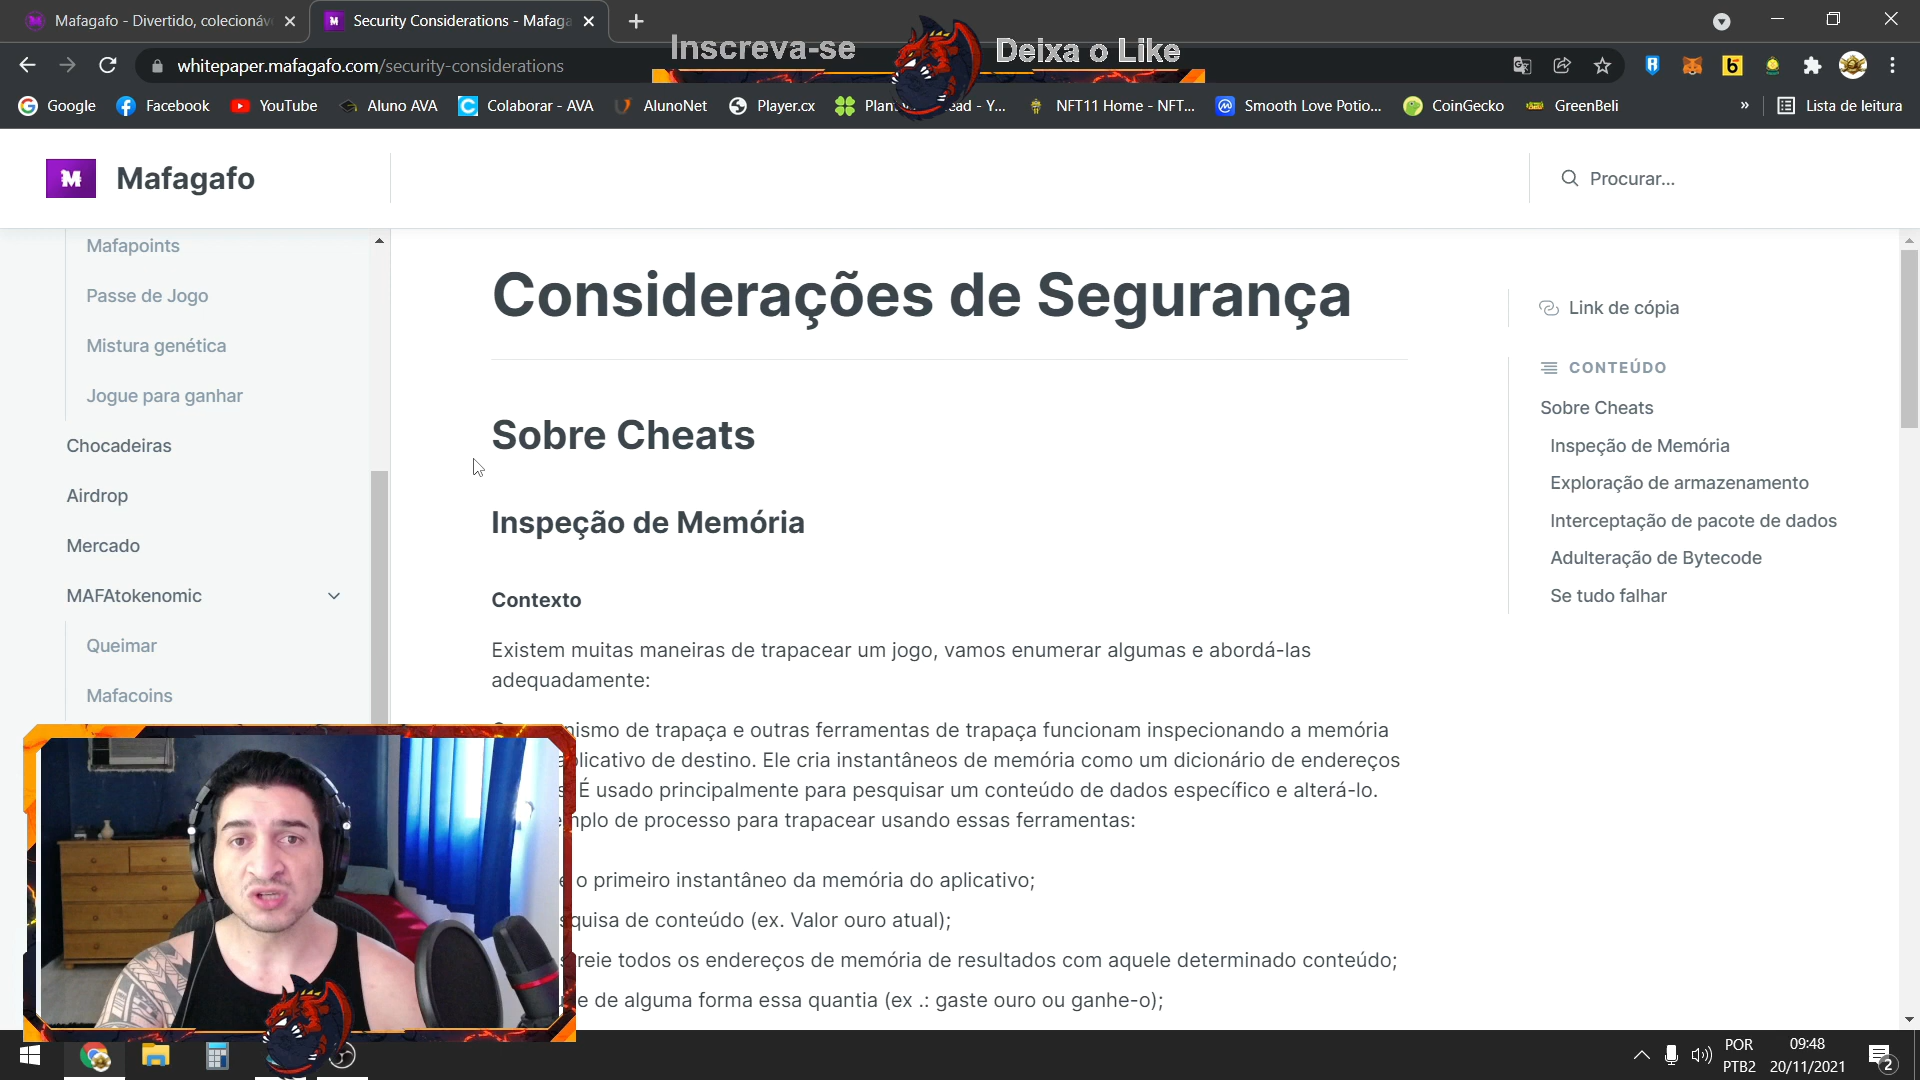 Mafagafo - Divertido, colecionáv
Security Considerations - Mafaga
Inscreva-se
Deixa o Like
whitepaper.mafagafo.com/security-considerations
Google
Facebook
YouTube
Aluno AVA
Colaborar - AVA
AlunoNet
Player.cx
NFT11 Home - NFT...
Smooth Love Potio...
CoinGecko
GreenBeli
»
Lista de leitura
M
Mafagafo
Procurar...
Mafapoints
Passe de Jogo
Mistura genética
Jogue para ganhar
Chocadeiras
Airdrop
Mercado
MAFAtokenomic
Queimar
Mafacoins
Considerações de Segurança
Sobre Cheats
Inspeção de Memória
Contexto
Existem muitas maneiras de trapacear um jogo, vamos enumerar algumas e abordá-las
adequadamente:
nismo de trapaça e outras ferramentas de trapaça funcionam inspecionando a memória
plicativo de destino. Ele cria instantâneos de memória como um dicionário de endereços
É usado principalmente para pesquisar um conteúdo de dados específico e alterá-lo.
mplo de processo para trapacear usando essas ferramentas:
o primeiro instantâneo da memória do aplicativo;
quisa de conteúdo (ex. Valor ouro atual);
reie todos os endereços de memória de resultados com aquele determinado conteúdo;
e de alguma forma essa quantia (ex .: gaste ouro ou ganhe-o);
Link de cópia
CONTEÚDO
Sobre Cheats
Inspeção de Memória
Exploração de armazenamento
Interceptação de pacote de dados
Adulteração de Bytecode
Se tudo falhar
POR
PTB2
09:48
20/11/2021
2